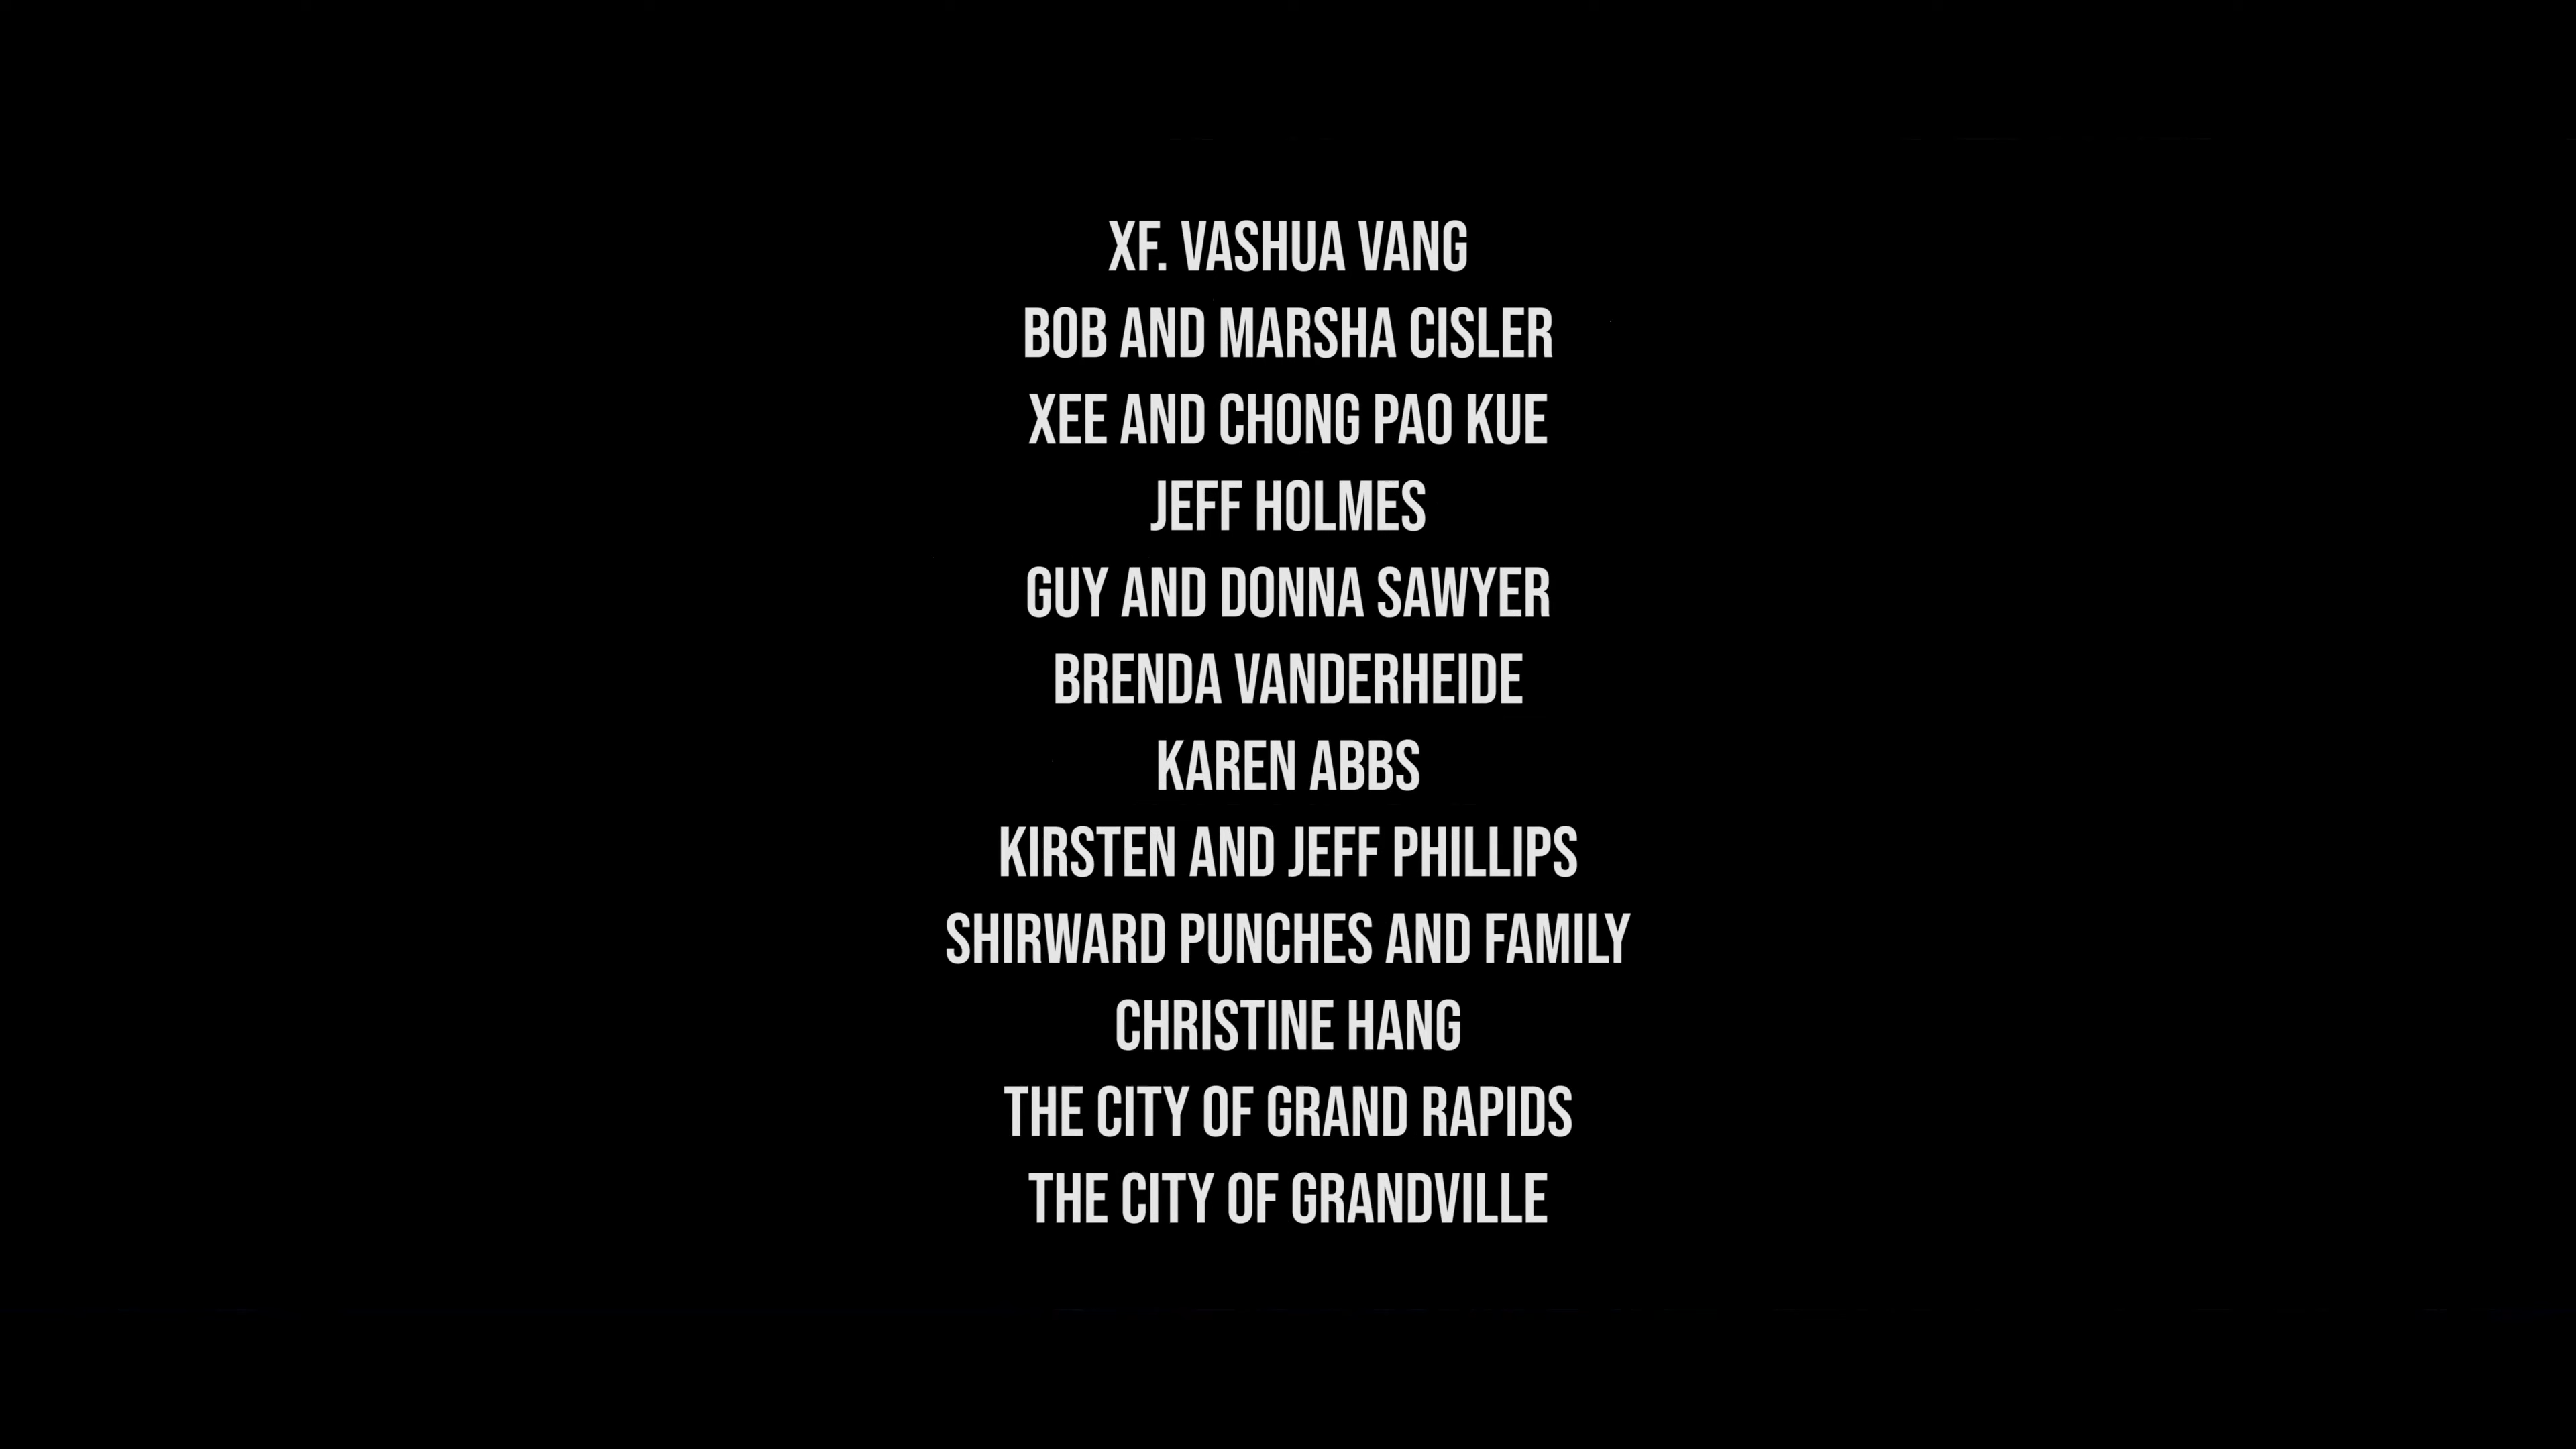 XF. VASHUA VANG
BOB AND MARSHA CISLER
XEE AND CHONG PAO KUE
JEFF HOLMES
GUY AND DONNA SAWYER
BRENDA VANDERHEIDE
KAREN ABBS
KIRSTEN AND JEFF PHILLIPS
SHIRWARD PUNCHES AND FAMILY
CHRISTINE HANG
THE CITY OF GRAND RAPIDS
THE CITY OF GRANDVILLE